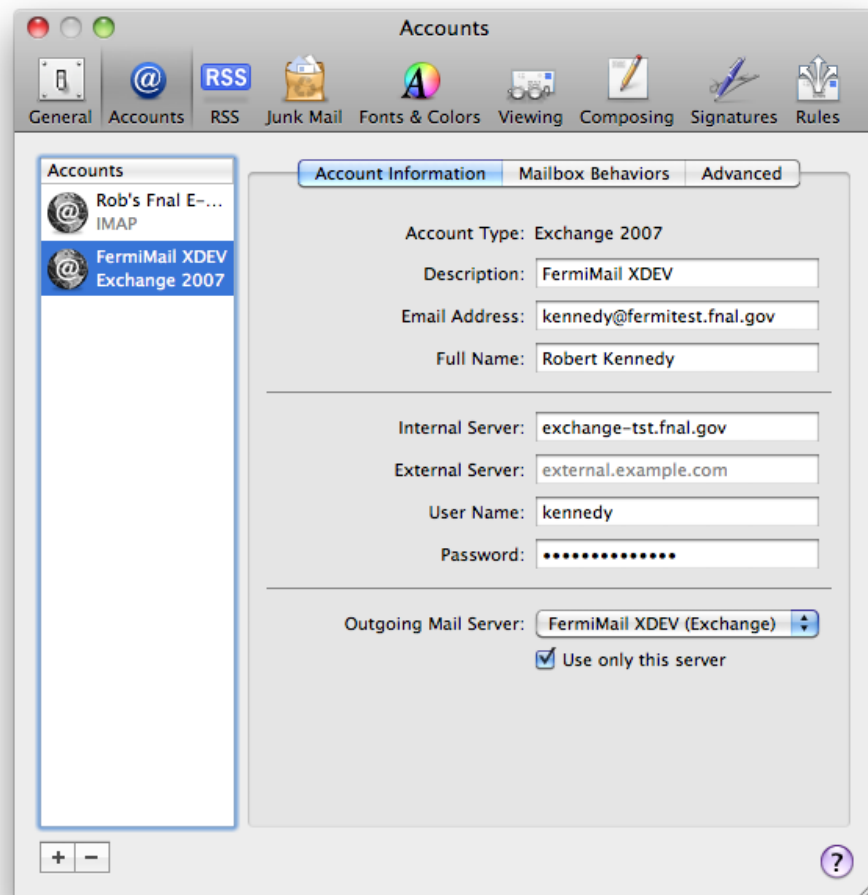 Accounts
General Accounts RSS Junk Mail Fonts & Colors Viewing Composing Signatures Rules
RSS
Accounts
Rob's Fnal E-...
IMAP
FermiMail XDEV
Exchange 2007
Account Information Mailbox Behaviors Advanced
Account Type: Exchange 2007
Description: FermiMail XDEV
Email Address: kennedy@fermitest.fnal.gov
Full Name: Robert Kennedy
Internal Server: exchange-tst.fnal.gov
External Server: external.example.com
User Name: kennedy
Password: ••••••••••••••
Outgoing Mail Server: FermiMail XDEV (Exchange)
Use only this server
+ −
?